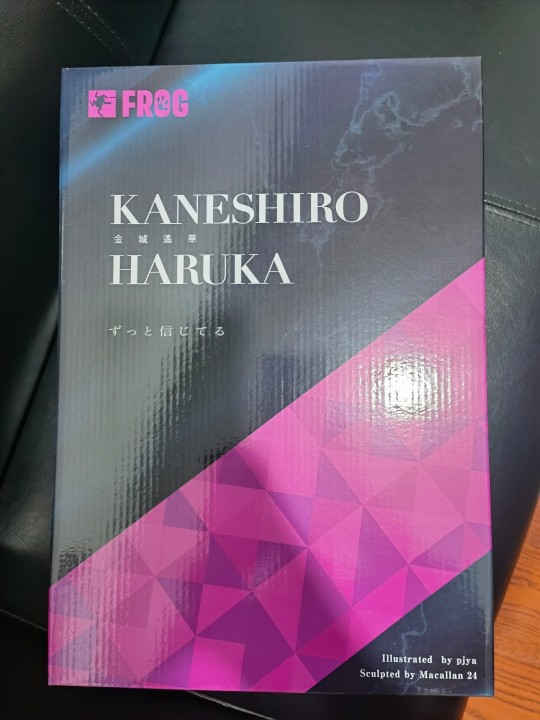 FROG
KANESHIRO
金城遙華
HARUKA
ずっと信じてる
Illustrated by pjya
Sculpted by Macallan 24